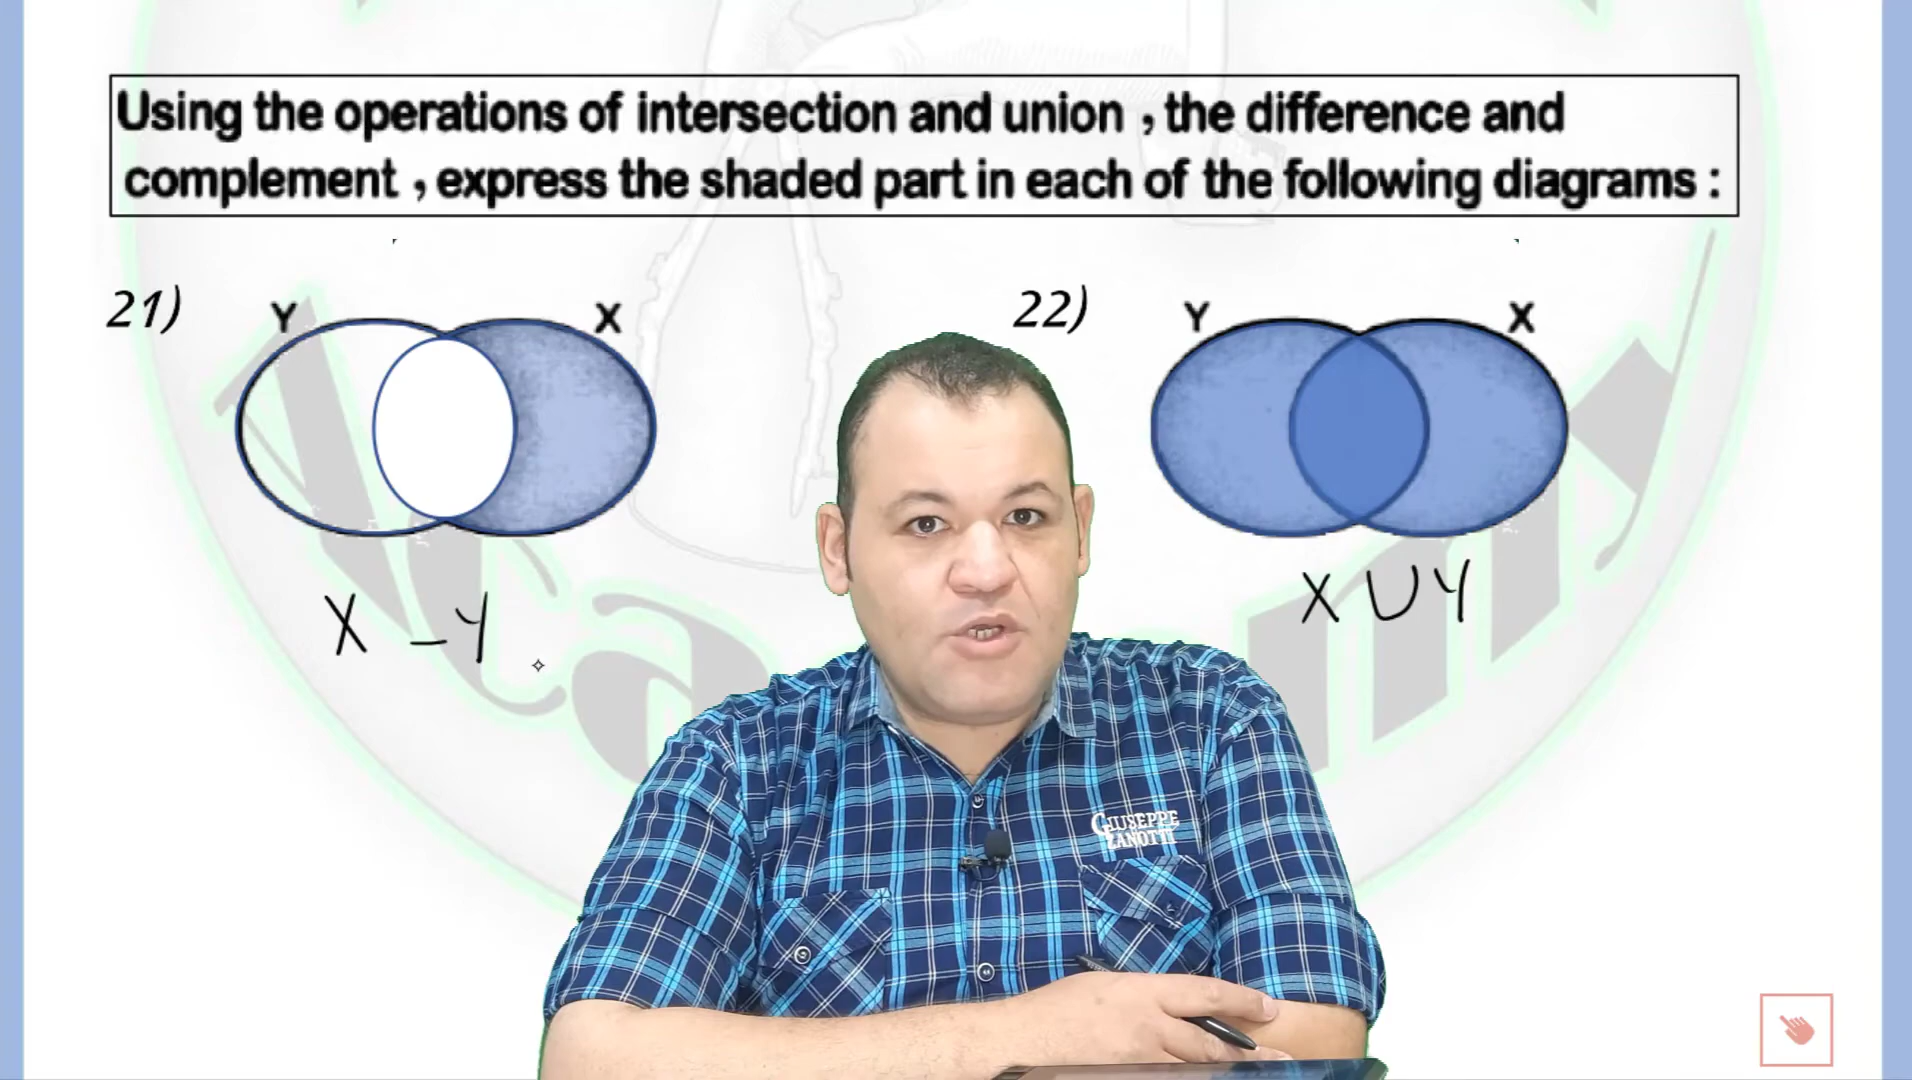 Using the operations of intersection and union , the difference and
complement , express the shaded part in each of the following diagrams :
21)
Y X
X - Y
22)
Y X
X ∪ Y
GIUSEPPE
ZANOTTI